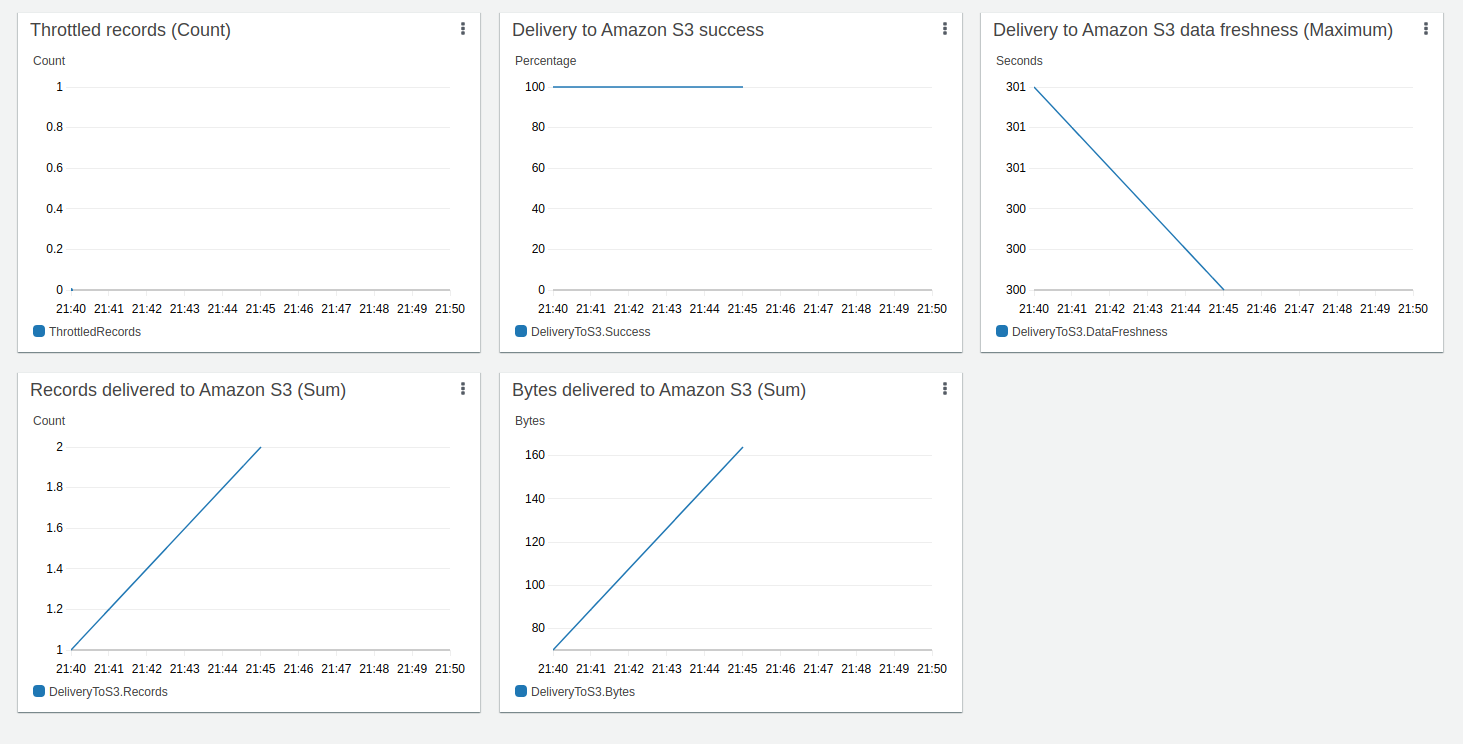 Throttled records (Count)
Count
1
0.8
0.6
0.4
0.2
0
21:40 21:41 21:42 21:43 21:44 21:45 21:46 21:47 21:48 21:49 21:50
ThrottledRecords
Delivery to Amazon S3 success
Percentage
100
80
60
40
20
0
21:40 21:41 21:42 21:43 21:44 21:45 21:46 21:47 21:48 21:49 21:50
DeliveryToS3.Success
Delivery to Amazon S3 data freshness (Maximum)
Seconds
301
301
301
300
300
300
21:40 21:41 21:42 21:43 21:44 21:45 21:46 21:47 21:48 21:49 21:50
DeliveryToS3.DataFreshness
Records delivered to Amazon S3 (Sum)
Count
2
1.8
1.6
1.4
1.2
1
21:40 21:41 21:42 21:43 21:44 21:45 21:46 21:47 21:48 21:49 21:50
DeliveryToS3.Records
Bytes delivered to Amazon S3 (Sum)
Bytes
160
140
120
100
80
21:40 21:41 21:42 21:43 21:44 21:45 21:46 21:47 21:48 21:49 21:50
DeliveryToS3.Bytes